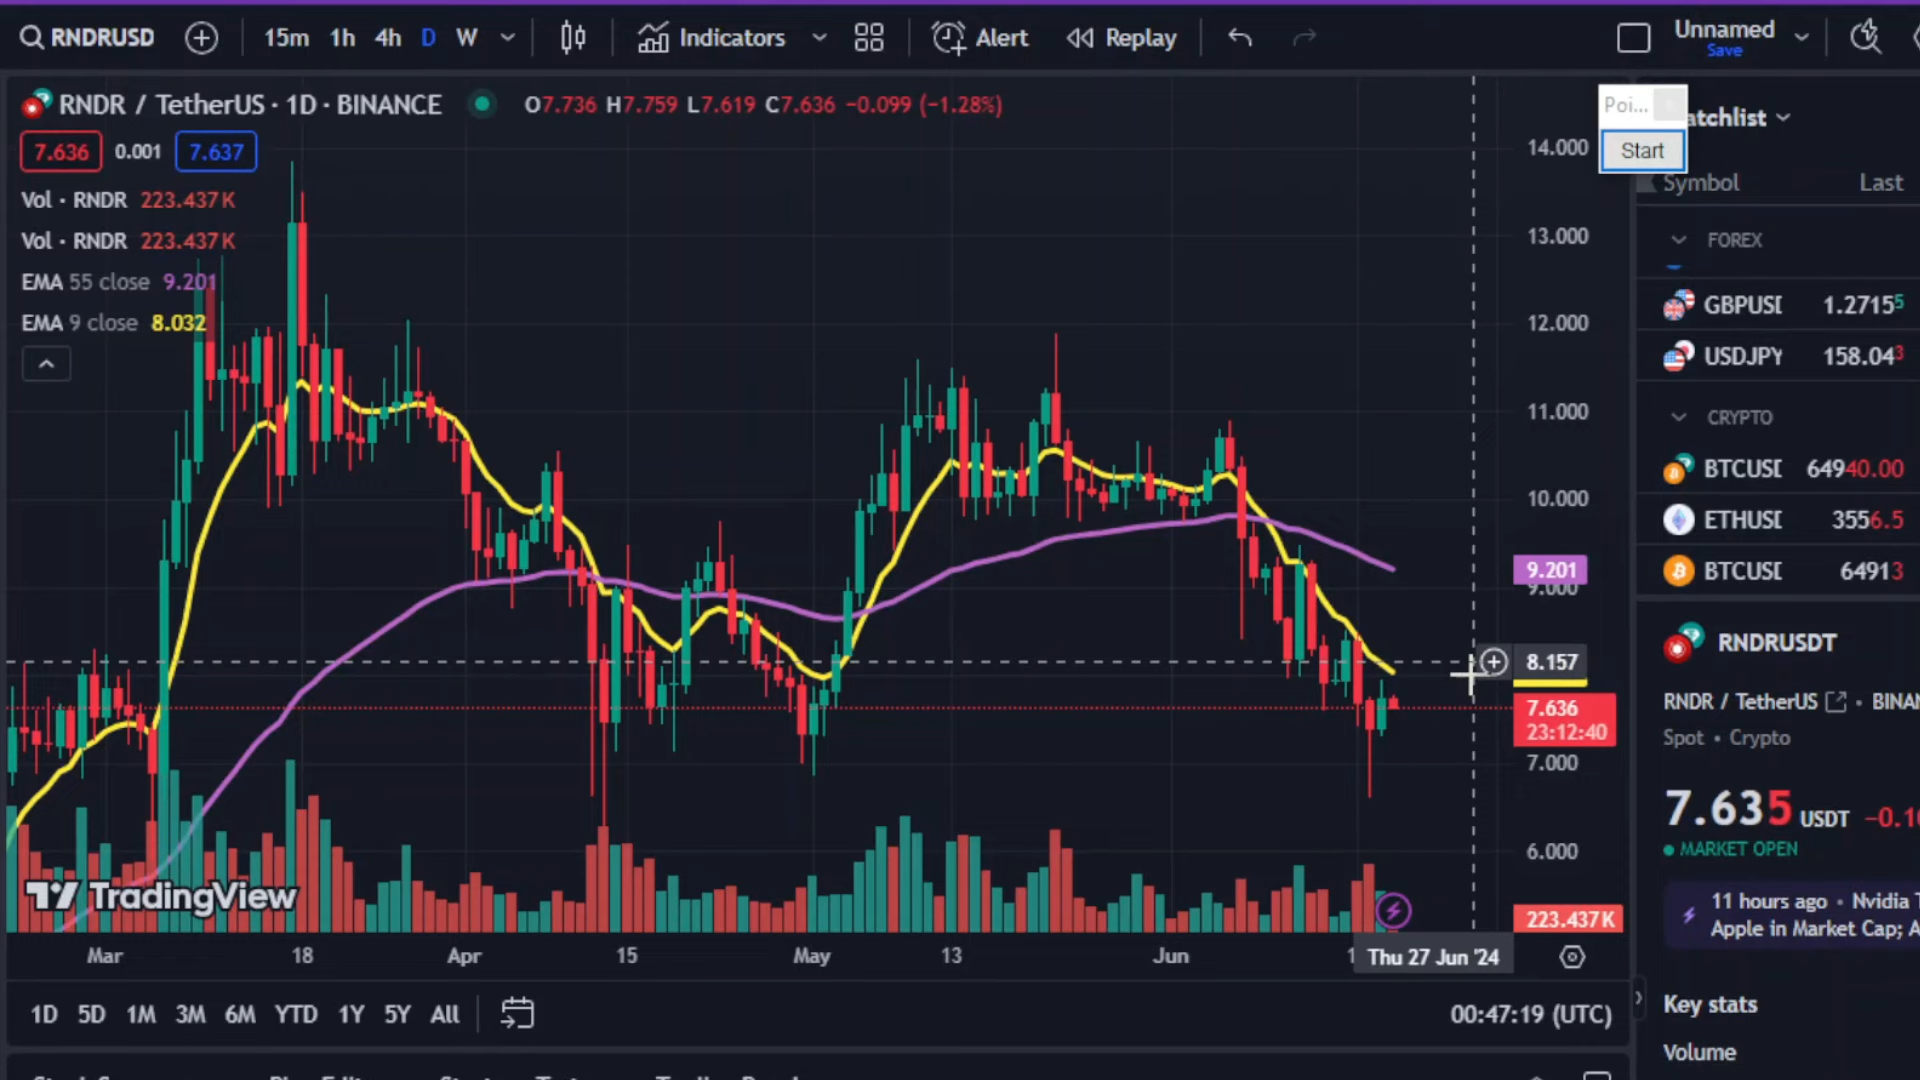 RNDRUSD
15m 1h 4h D W Indicators Alert Replay Unnamed
Save
RNDR / TetherUS · 1D · BINANCE O7.736 H7.759 L7.619 C7.636 −0.099 (−1.28%)
7.636 0.001 7.637
Vol · RNDR 223.437K
Vol · RNDR 223.437K
EMA 55 close 9.201
EMA 9 close 8.032
14.000
13.000
12.000
11.000
10.000
9.201
9.000
8.157
7.636
23:12:40
7.000
6.000
223.437K
TradingView
Mar 18 Apr 15 May 13 Jun 1 Thu 27 Jun '24
1D 5D 1M 3M 6M YTD 1Y 5Y All 00:47:19 (UTC)
Poi...
Start
atchlist
Symbol Last
FOREX
GBPUSD 1.27155
USDJPY 158.043
CRYPTO
BTCUSD 64940.00
ETHUSD 3556.5
BTCUSD 64913
RNDRUSDT
RNDR / TetherUS · BINAN
Spot • Crypto
7.635 USDT −0.10
MARKET OPEN
11 hours ago • Nvidia T
Apple in Market Cap; A
Key stats
Volume